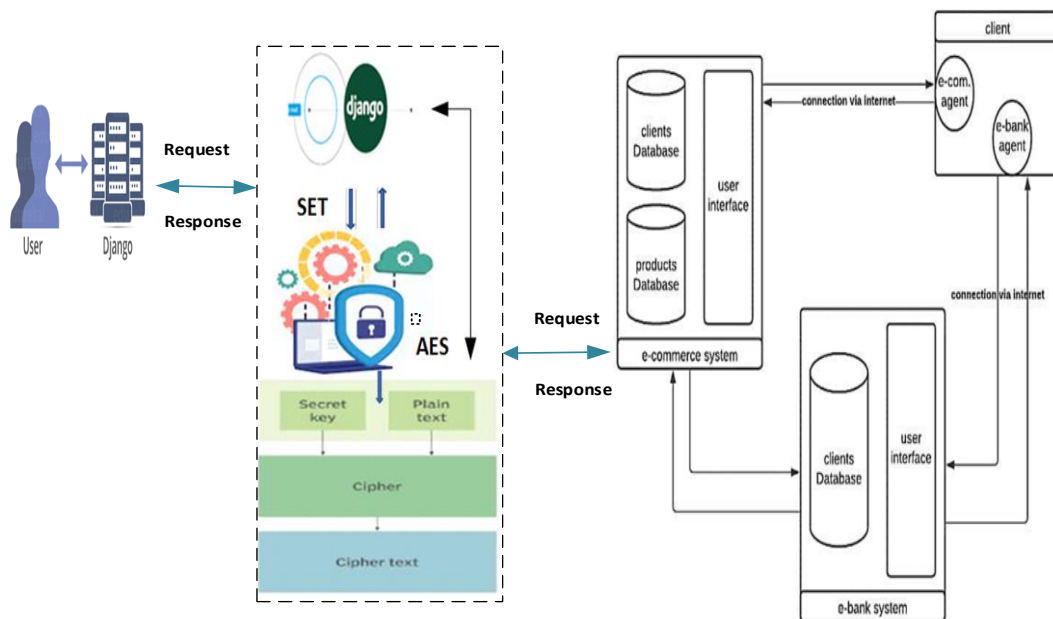 User
Django
Request
Response
django
SET
AES
Secret
key
Plain
text
Cipher
Cipher text
Request
Response
clients
Database
products
Database
user
interface
e-commerce system
connection via Internet
client
e-com.
agent
e-bank
agent
connection via internet
clients
Database
user
interface
e-bank system